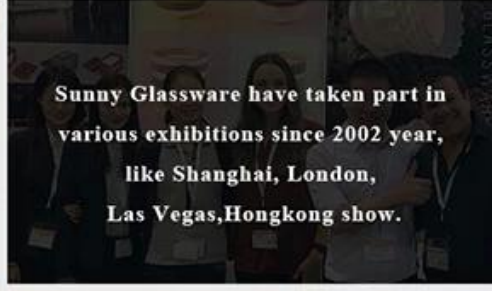 Sunny Glassware have taken part in
various exhibitions since 2002 year,
like Shanghai, London,
Las Vegas,Hongkong show.